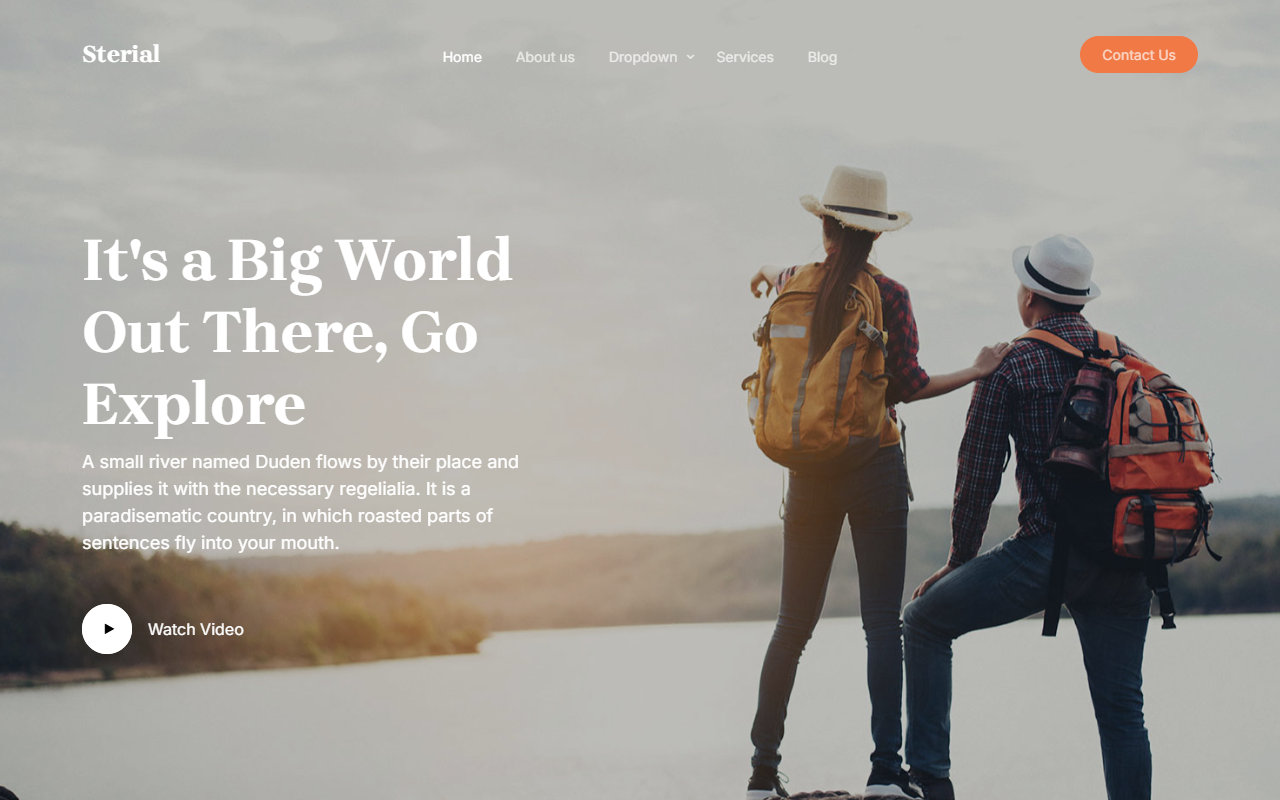 Sterial
Home
About us
Dropdown
Services
Blog
Contact Us
It's a Big World
Out There, Go
Explore
A small river named Duden flows by their place and
supplies it with the necessary regelialia. It is a
paradisematic country, in which roasted parts of
sentences fly into your mouth.
Watch Video